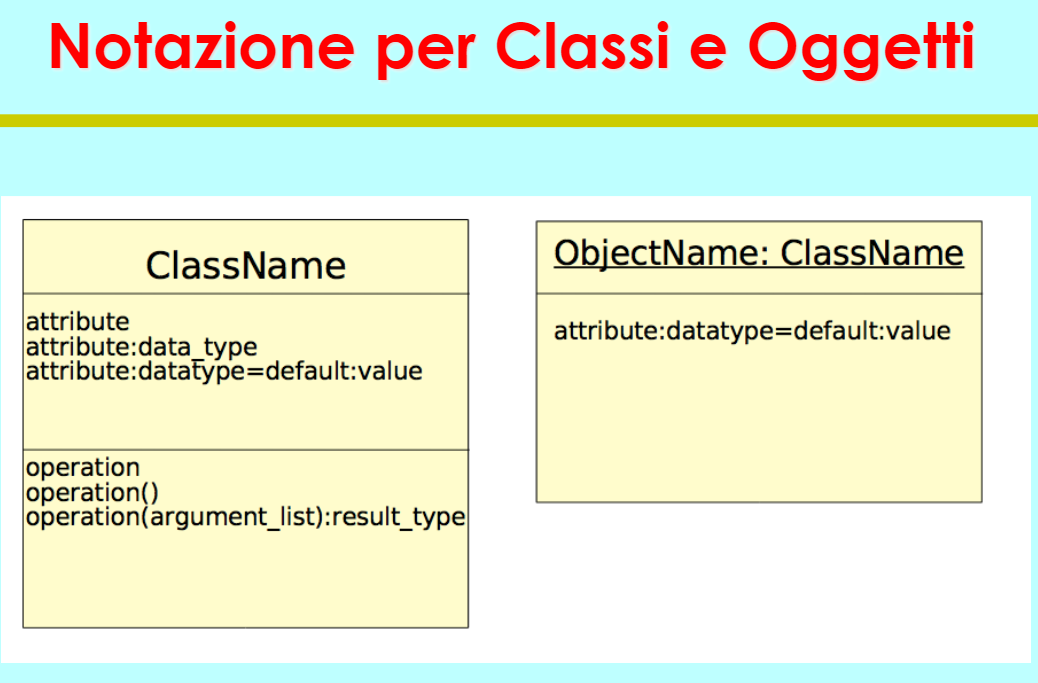 Notazione per Classi e Oggetti
ClassName
attribute
attribute:data_type
attribute:datatype=default:value
operation
operation()
operation(argument_list):result_type
ObjectName: ClassName
attribute:datatype=default:value